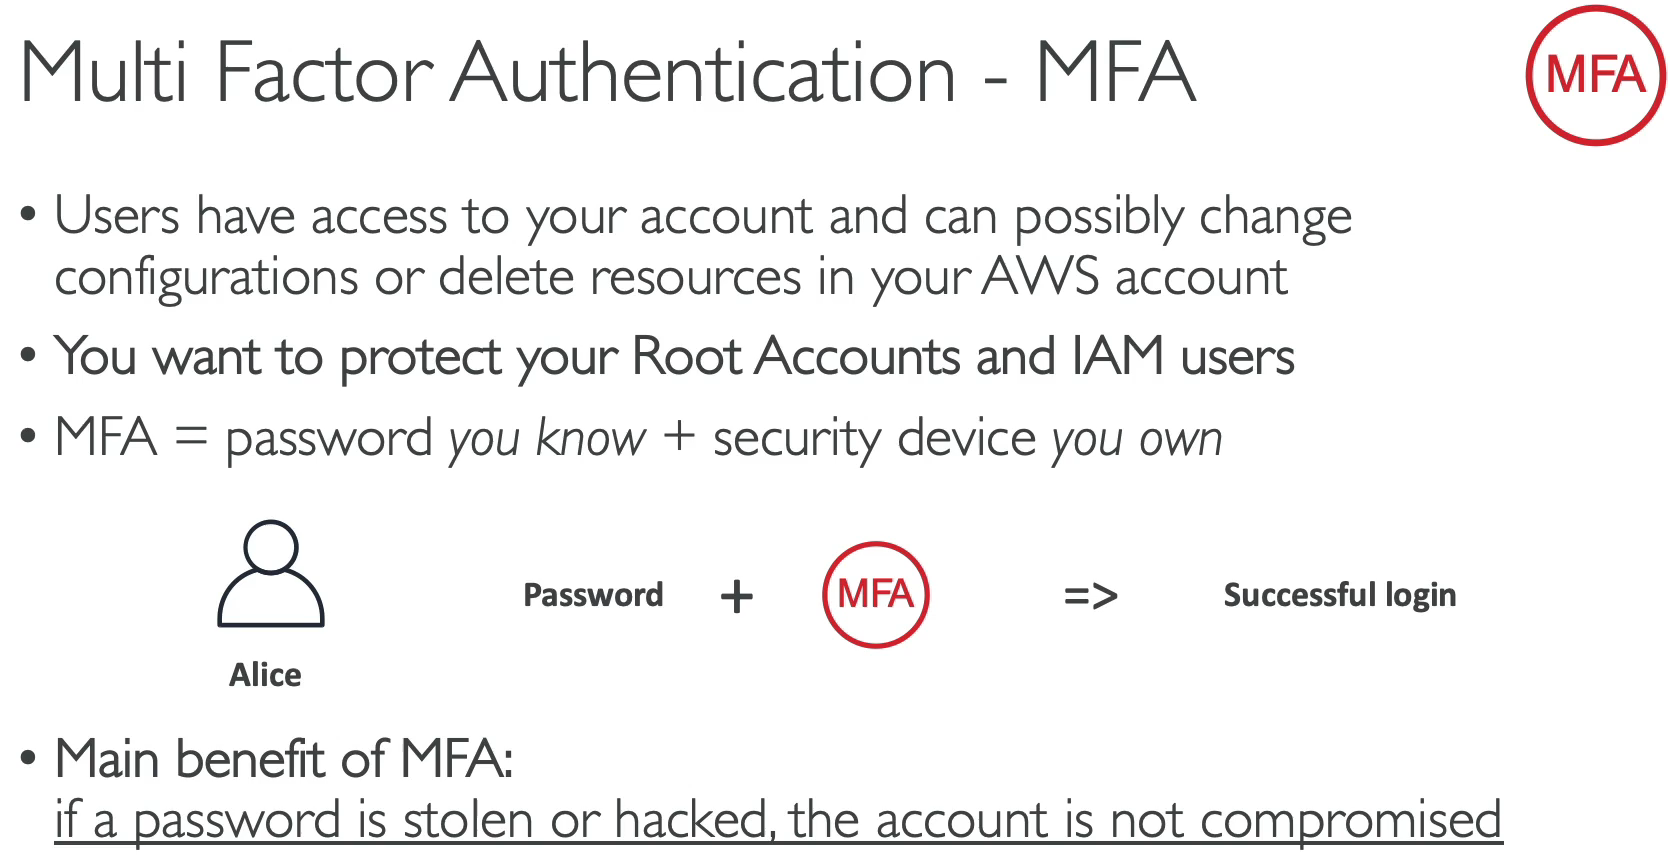 Multi Factor Authentication - MFA
MFA
• Users have access to your account and can possibly change
configurations or delete resources in your AWS account
• You want to protect your Root Accounts and IAM users
• MFA = password you know + security device you own
Password + MFA => Successful login
Alice
• Main benefit of MFA:
if a password is stolen or hacked, the account is not compromised